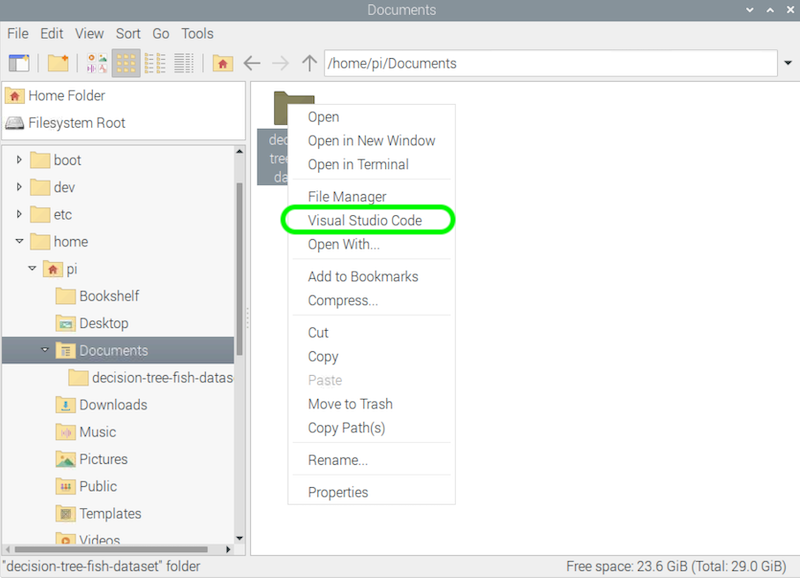 Documents
File Edit View Sort Go Tools
/home/pi/Documents
Home Folder
Filesystem Root
boot
dev
etc
home
pi
Bookshelf
Desktop
Documents
decision-tree-fish-datas
Downloads
Music
Pictures
Public
Templates
Videos
dec
tree
da
Open
Open in New Window
Open in Terminal
File Manager
Visual Studio Code
Open With...
Add to Bookmarks
Compress...
Cut
Copy
Paste
Move to Trash
Copy Path(s)
Rename...
Properties
"decision-tree-fish-dataset" folder
Free space: 23.6 GiB (Total: 29.0 GiB)